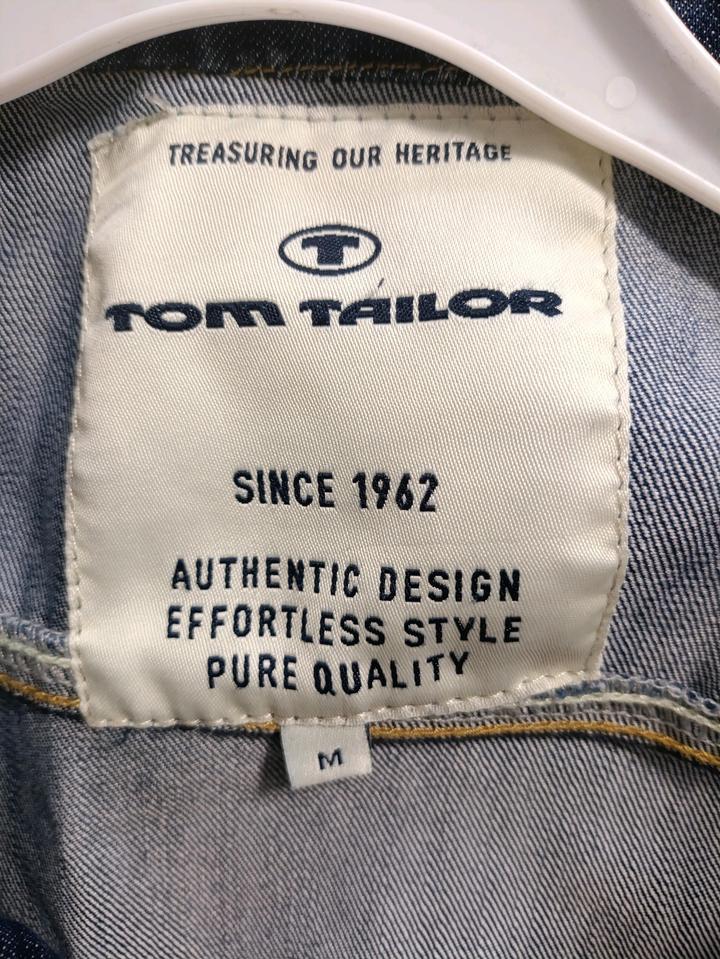 TREASURING OUR HERITAGE
T
TOM TAILOR
SINCE 1962
AUTHENTIC DESIGN
EFFORTLESS STYLE
PURE QUALITY
M